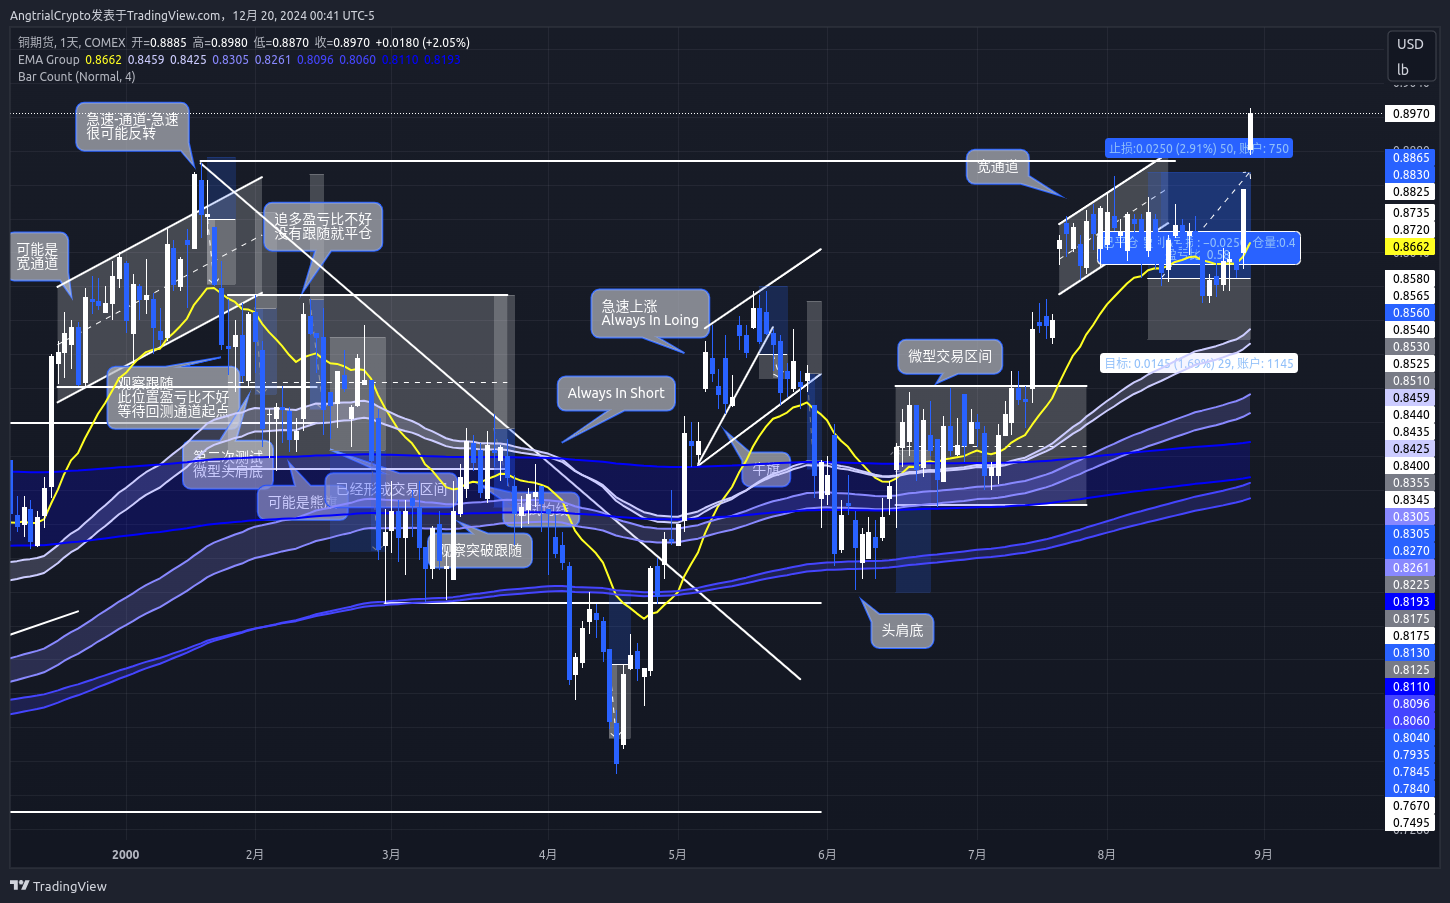 AngtrialCrypto发表于TradingView.com，12月 20, 2024 00:41 UTC-5
铜期货, 1天, COMEX 开=0.8885 高=0.8980 低=0.8870 收=0.8970 +0.0180 (+2.05%)
EMA Group 0.8662 0.8459 0.8425 0.8305 0.8261 0.8096 0.8060 0.8110 0.8193
Bar Count (Normal, 4)
USD
lb
急速-通道-急速
很可能反转
可能是
宽通道
追多盈亏比不好
没有跟随就平仓
观察跟随
此位置盈亏比不好
等待回测通道起点
第二次测试
微型头肩底
可能是熊
已经形成交易区间
观察突破跟随
Always In Short
急速上涨
Always In Loing
牛旗
头肩底
微型交易区间
宽通道
止损:0.0250 (2.91%) 50, 账户: 750
目标: 0.0145 (1.69%) 29, 账户: 1145
0.8970
0.8865
0.8830
0.8825
0.8735
0.8720
0.8662
0.8580
0.8565
0.8560
0.8540
0.8530
0.8525
0.8510
0.8459
0.8440
0.8435
0.8425
0.8400
0.8355
0.8345
0.8305
0.8305
0.8270
0.8261
0.8225
0.8193
0.8175
0.8175
0.8130
0.8125
0.8110
0.8096
0.8060
0.8040
0.7935
0.7845
0.7840
0.7670
0.7495
2000 2月 3月 4月 5月 6月 7月 8月 9月
TradingView